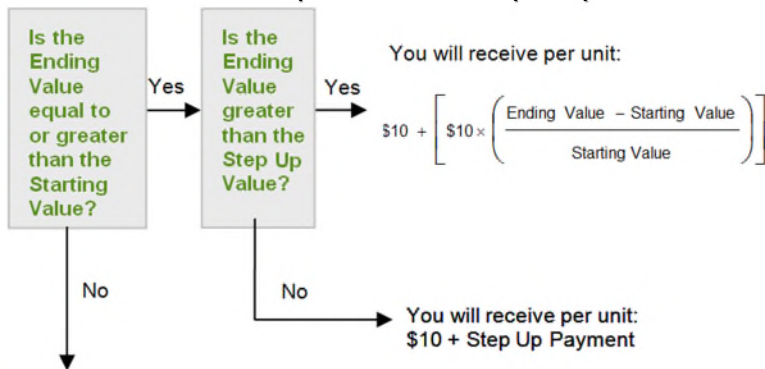 Is the
Ending
Value
equal to
or greater
than the
Starting
Value?
Yes
Is the
Ending
Value
greater
than the
Step Up
Value?
Yes
You will receive per unit:
$10 + [ $10 × ( Ending Value – Starting Value
Starting Value ) ]
No
No
You will receive per unit:
$10 + Step Up Payment